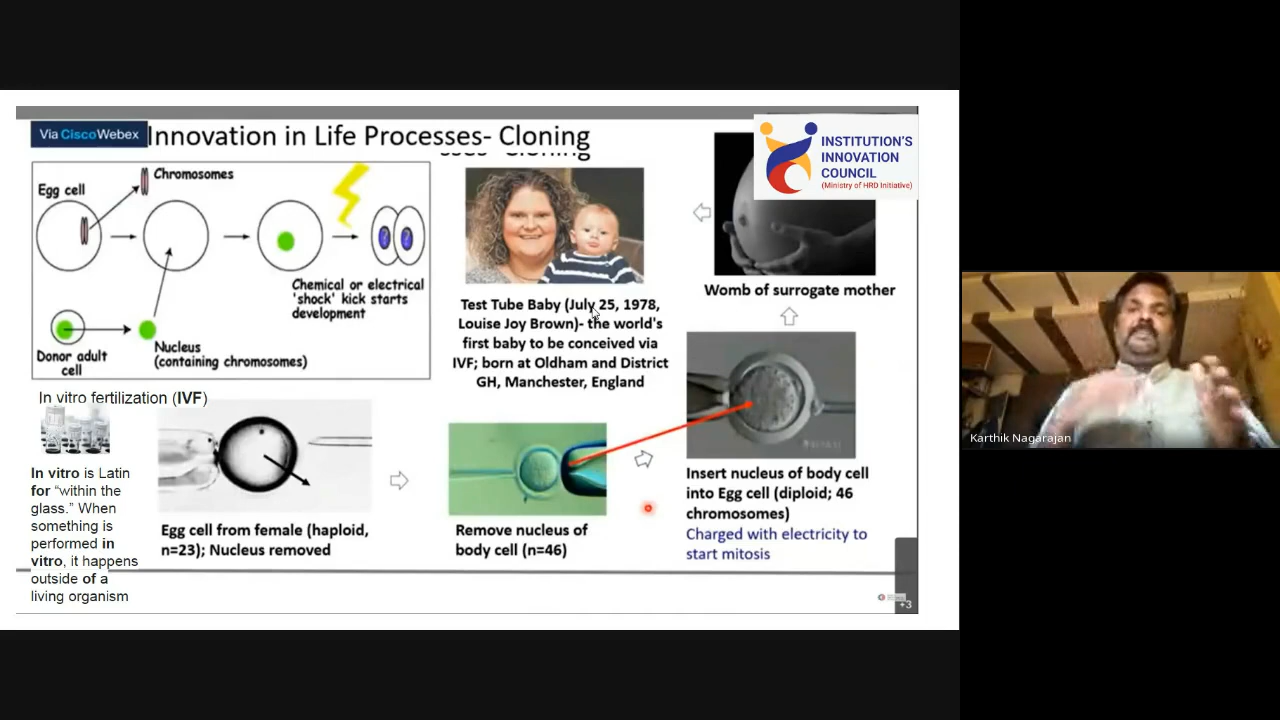 Via Cisco Webex
Innovation in Life Processes- Cloning
sses- Cloning
INSTITUTION'S
INNOVATION
COUNCIL
(Ministry of HRD Initiative)
Egg cell
Chromosomes
Chemical or electrical
'shock' kick starts
development
Donor adult
cell
Nucleus
(containing chromosomes)
Test Tube Baby (July 25, 1978,
Louise Joy Brown)- the world's
first baby to be conceived via
IVF; born at Oldham and District
GH, Manchester, England
Womb of surrogate mother
In vitro fertilization (IVF)
In vitro is Latin
for “within the
glass.” When
something is
performed in
vitro, it happens
outside of a
living organism
Egg cell from female (haploid,
n=23); Nucleus removed
Remove nucleus of
body cell (n=46)
Insert nucleus of body cell
into Egg cell (diploid; 46
chromosomes)
Charged with electricity to
start mitosis
+3
Karthik Nagarajan